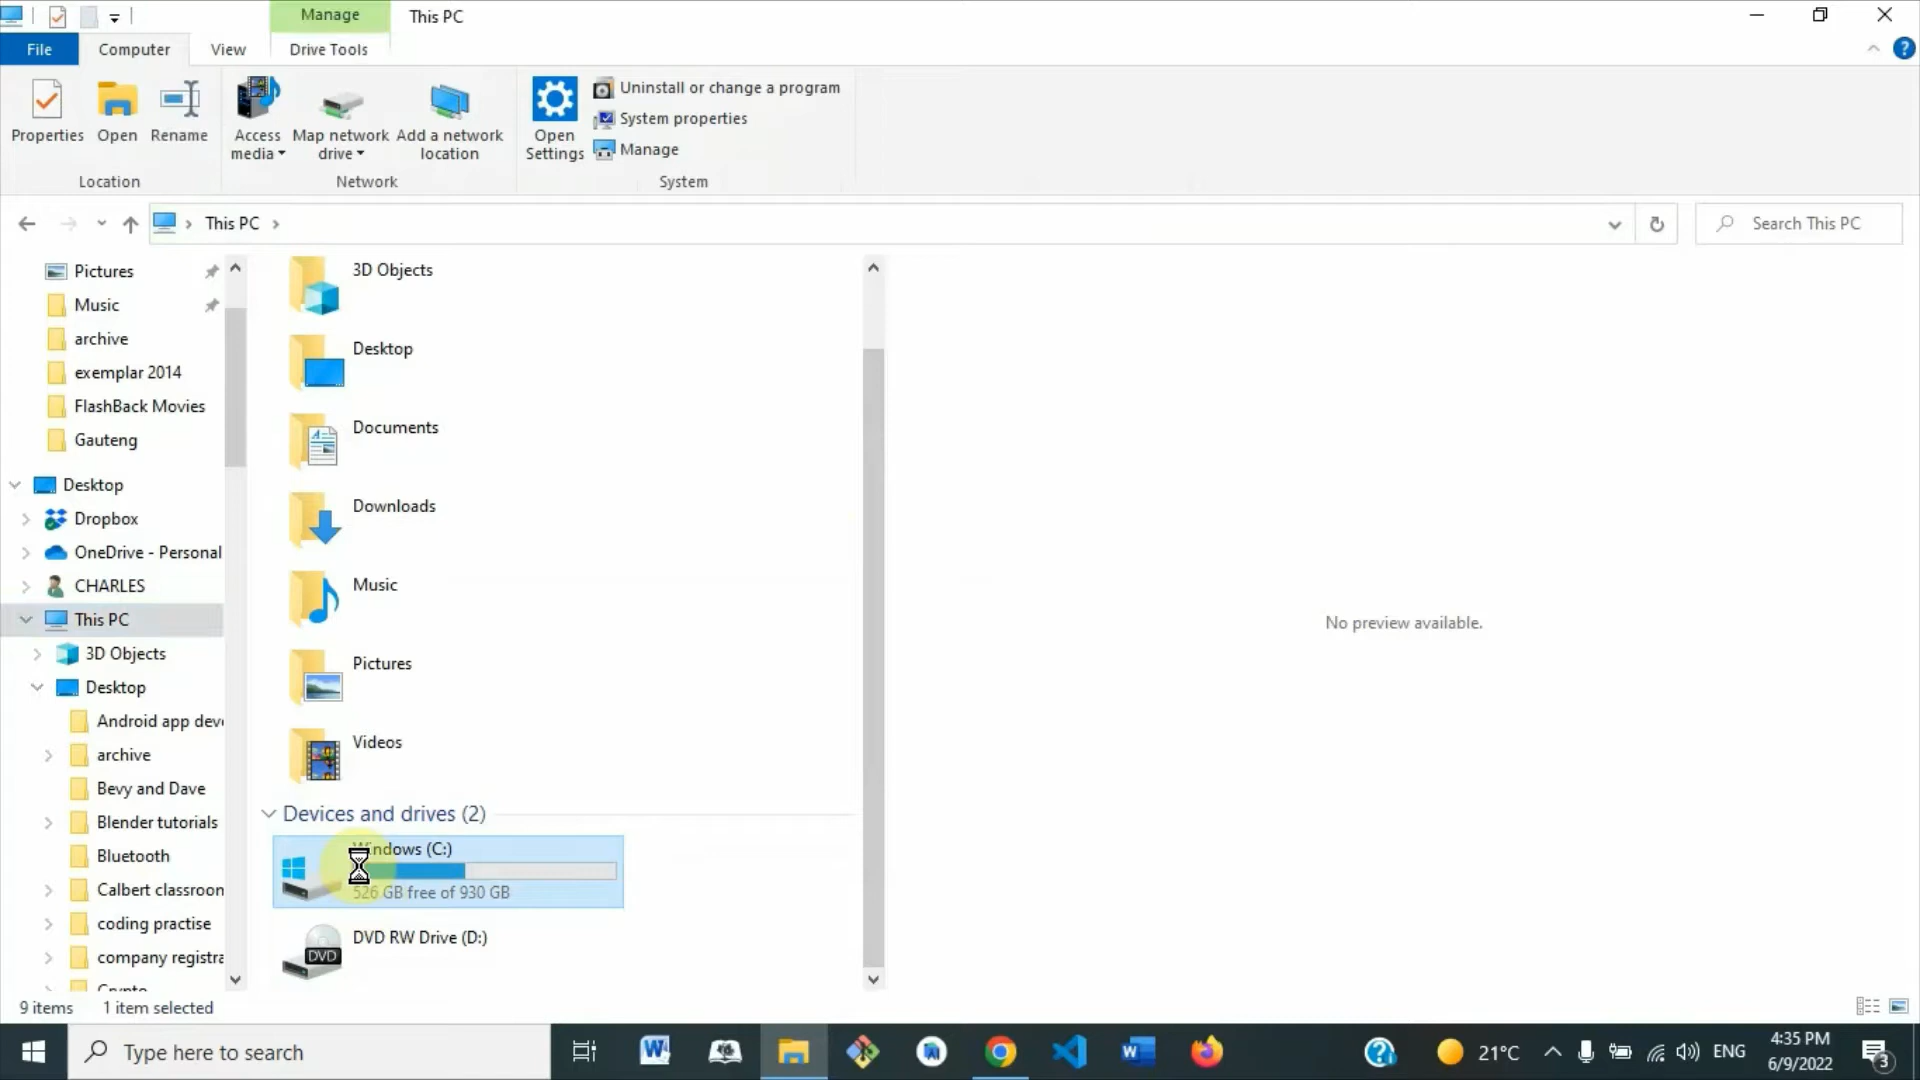 Manage
This PC
File
Computer
View
Drive Tools
Properties
Open
Rename
Access media
Map network drive
Add a network location
Open Settings
Uninstall or change a program
System properties
Manage
Location
Network
System
This PC
Search This PC
Pictures
Music
archive
exemplar 2014
FlashBack Movies
Gauteng
Desktop
Dropbox
OneDrive - Personal
CHARLES
This PC
3D Objects
Desktop
Android app dev
archive
Bevy and Dave
Blender tutorials
Bluetooth
Calbert classroon
coding practise
company registra
3D Objects
Desktop
Documents
Downloads
Music
Pictures
Videos
Devices and drives (2)
Windows (C:)
526 GB free of 930 GB
DVD RW Drive (D:)
DVD
No preview available.
9 items
1 item selected
Type here to search
21°C
ENG
4:35 PM
6/9/2022
3